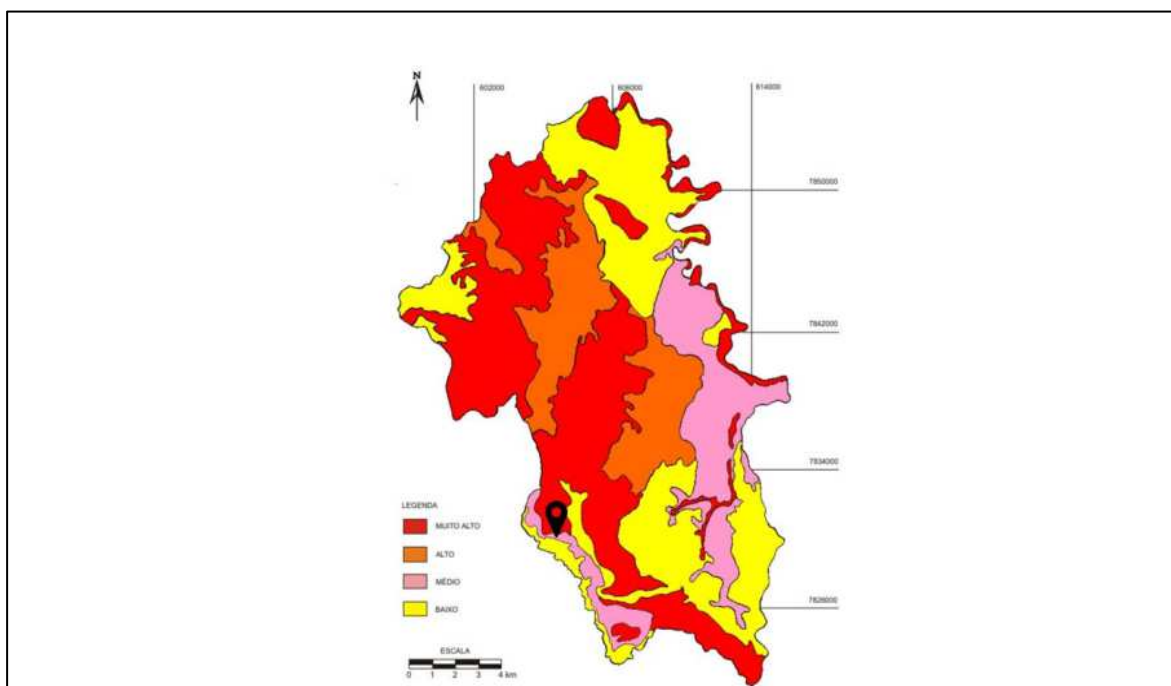 N
602000
608000
614000
7850000
7842000
7834000
7826000
LEGENDA
MUITO ALTO
ALTO
MÉDIO
BAIXO
ESCALA
0 1 2 3 4 km